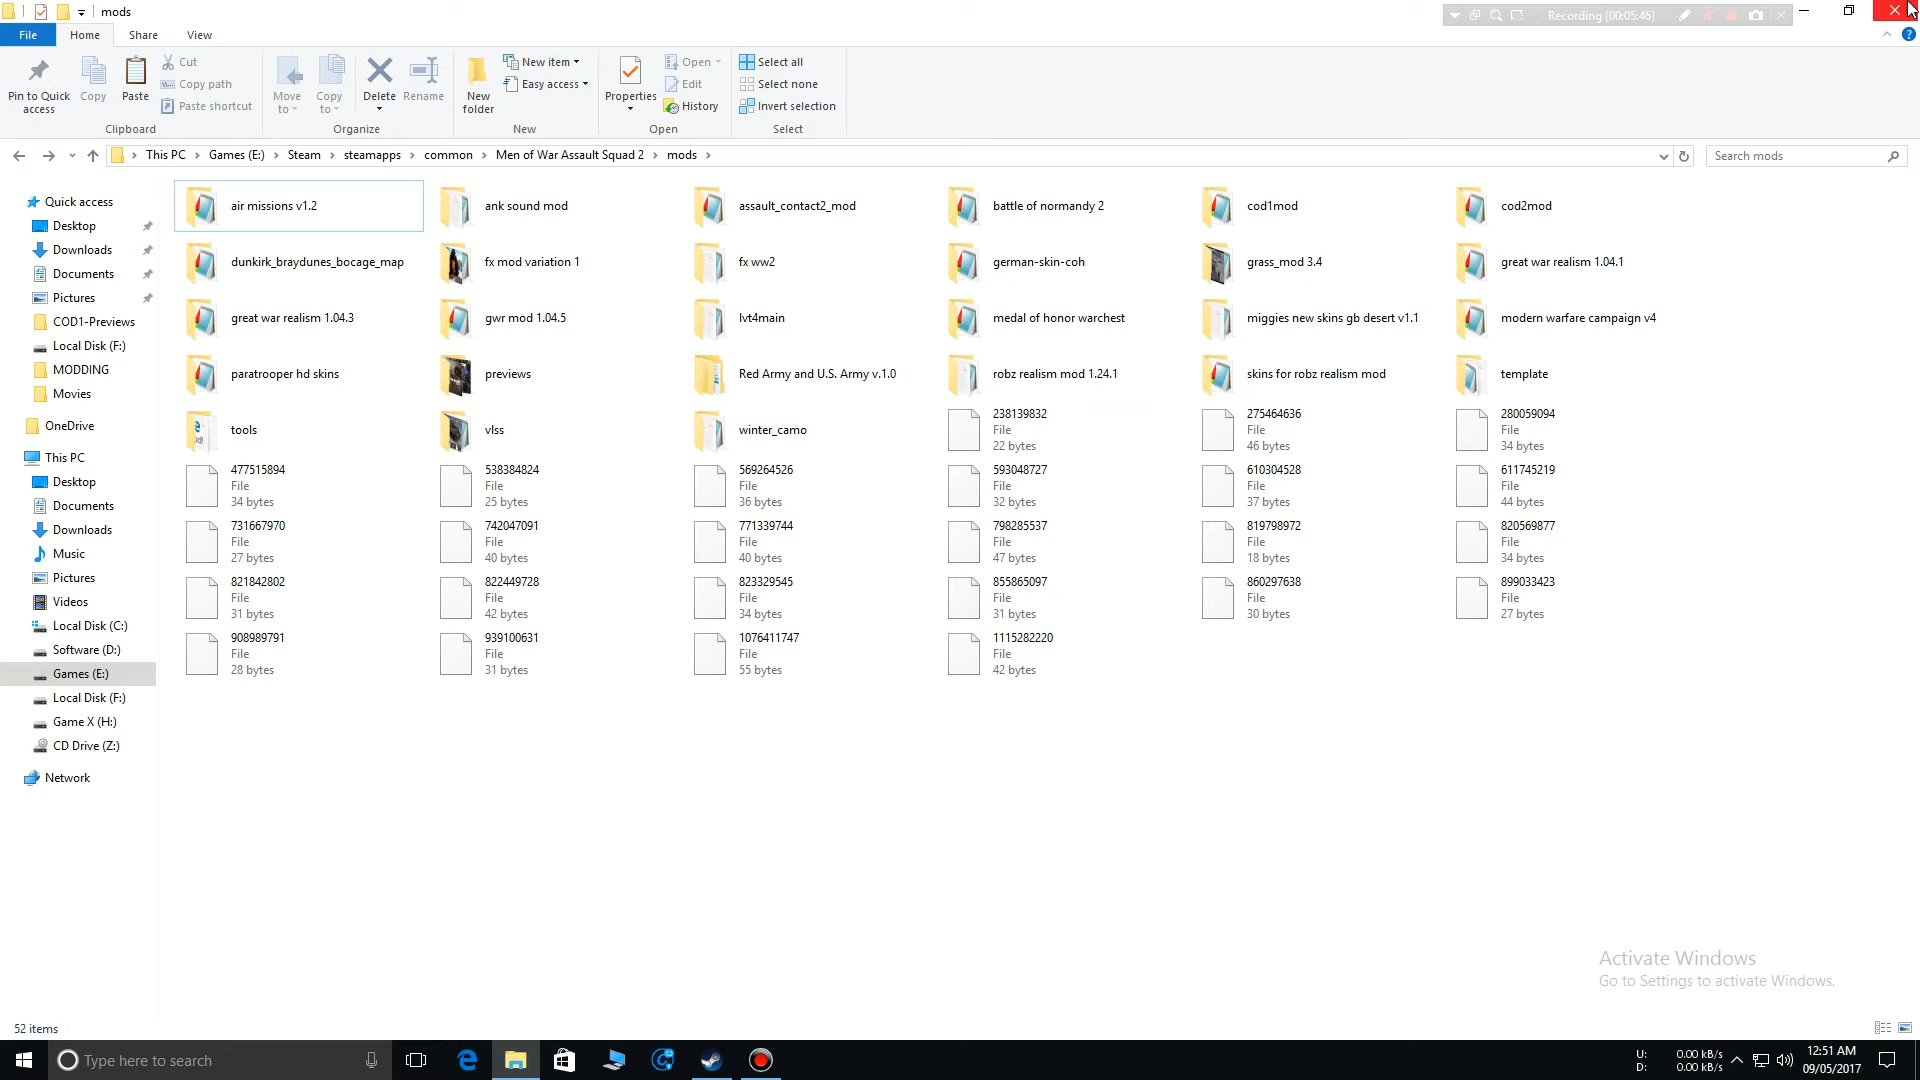 mods
Recording [00:05:46]
File
Home
Share
View
Pin to Quick access
Copy
Paste
Cut
Copy path
Paste shortcut
Clipboard
Move to
Copy to
Delete
Rename
Organize
New folder
New item
Easy access
New
Properties
Open
Edit
History
Open
Select all
Select none
Invert selection
Select
This PC > Games (E:) > Steam > steamapps > common > Men of War Assault Squad 2 > mods >
Search mods
Quick access
Desktop
Downloads
Documents
Pictures
COD1-Previews
Local Disk (F:)
MODDING
Movies
OneDrive
This PC
Desktop
Documents
Downloads
Music
Pictures
Videos
Local Disk (C:)
Software (D:)
Games (E:)
Local Disk (F:)
Game X (H:)
CD Drive (Z:)
Network
air missions v1.2
ank sound mod
assault_contact2_mod
battle of normandy 2
cod1mod
cod2mod
dunkirk_braydunes_bocage_map
fx mod variation 1
fx ww2
german-skin-coh
grass_mod 3.4
great war realism 1.04.1
great war realism 1.04.3
gwr mod 1.04.5
lvt4main
medal of honor warchest
miggies new skins gb desert v1.1
modern warfare campaign v4
paratrooper hd skins
previews
Red Army and U.S. Army v.1.0
robz realism mod 1.24.1
skins for robz realism mod
template
tools
vlss
winter_camo
238139832
File
22 bytes
275464636
File
46 bytes
280059094
File
34 bytes
477515894
File
34 bytes
538384824
File
25 bytes
569264526
File
36 bytes
593048727
File
32 bytes
610304528
File
37 bytes
611745219
File
44 bytes
731667970
File
27 bytes
742047091
File
40 bytes
771339744
File
40 bytes
798285537
File
47 bytes
819798972
File
18 bytes
820569877
File
34 bytes
821842802
File
31 bytes
822449728
File
42 bytes
823329545
File
34 bytes
855865097
File
31 bytes
860297638
File
30 bytes
899033423
File
27 bytes
908989791
File
28 bytes
939100631
File
31 bytes
1076411747
File
55 bytes
1115282220
File
42 bytes
Activate Windows
Go to Settings to activate Windows.
52 items
Type here to search
U: 0.00 kB/s
D: 0.00 kB/s
12:51 AM
09/05/2017